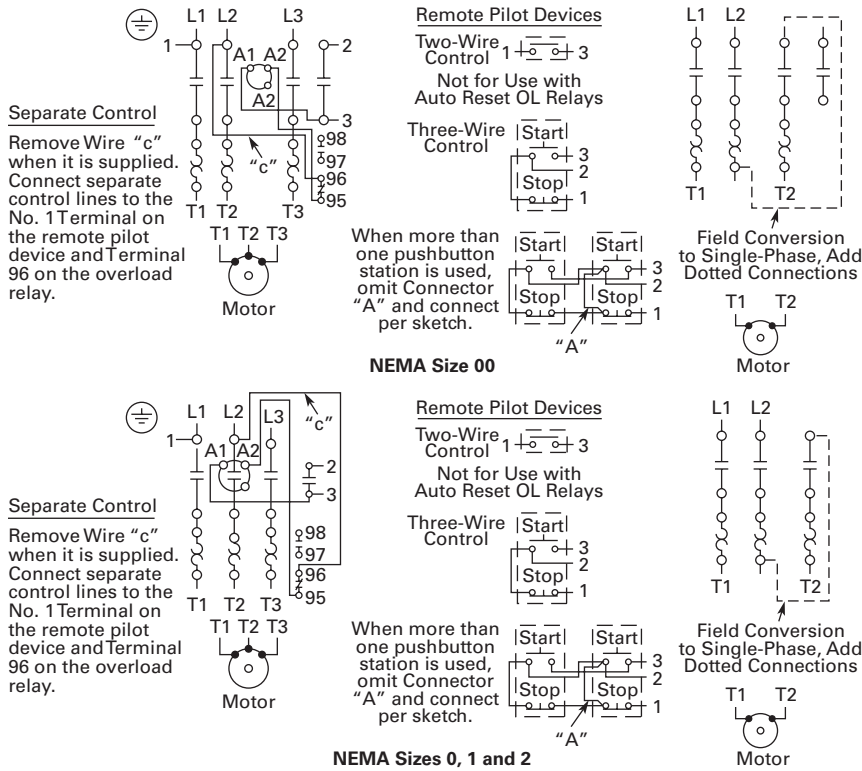 L1 L2 L3
1 2
A1 A2
A2
3
98
97
96
95
"c"
T1 T2 T3
T1 T2 T3
Motor
Separate Control
Remove Wire "c"
when it is supplied.
Connect separate
control lines to the
No. 1 Terminal on
the remote pilot
device and Terminal
96 on the overload
relay.
Remote Pilot Devices
Two-Wire
Control 1 3
Not for Use with
Auto Reset OL Relays
Three-Wire
Control
Start
3
2
Stop
1
When more than
one pushbutton
station is used,
omit Connector
"A" and connect
per sketch.
Start Start
3
2
Stop Stop
1
"A"
L1 L2
T1 T2
Field Conversion
to Single-Phase, Add
Dotted Connections
T1 T2
Motor
NEMA Size 00
L1 L2 L3
"c"
1
A1 A2
2
3
98
97
96
95
T1 T2 T3
T1 T2 T3
Motor
Separate Control
Remove Wire "c"
when it is supplied.
Connect separate
control lines to the
No. 1 Terminal on
the remote pilot
device and Terminal
96 on the overload
relay.
Remote Pilot Devices
Two-Wire
Control 1 3
Not for Use with
Auto Reset OL Relays
Three-Wire
Control
Start
3
2
Stop
1
When more than
one pushbutton
station is used,
omit Connector
"A" and connect
per sketch.
Start Start
3
2
Stop Stop
1
"A"
L1 L2
T1 T2
Field Conversion
to Single-Phase, Add
Dotted Connections
T1 T2
Motor
NEMA Sizes 0, 1 and 2